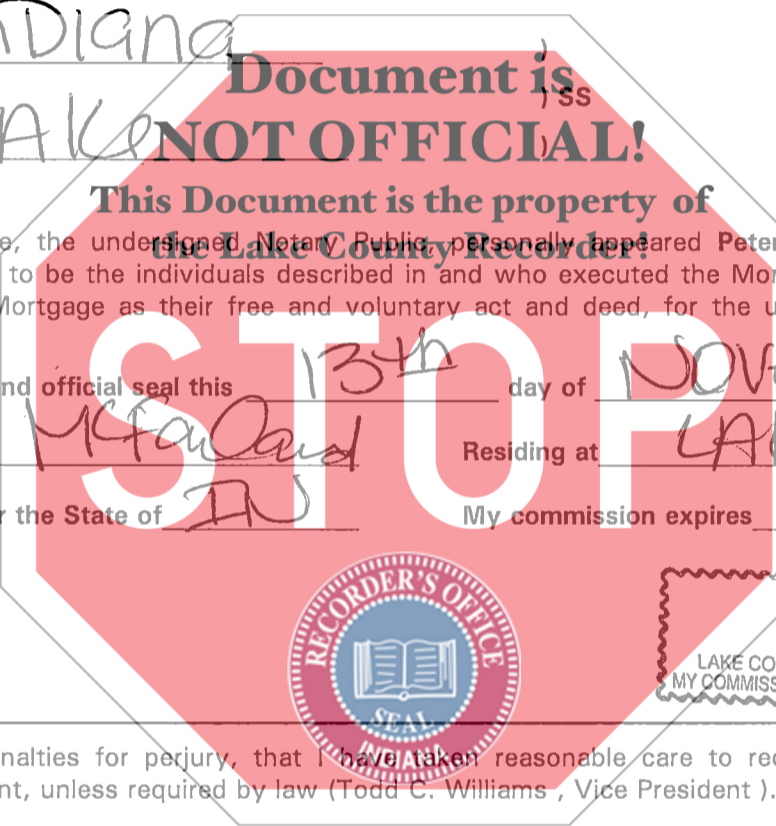 Indiana
Document is
) SS
LAKE
NOT OFFICIAL!
)
This Document is the property of
the Lake County Recorder!
e, the undersigned Notary Public, personally appeared Peter
to be the individuals described in and who executed the Mor
Mortgage as their free and voluntary act and deed, for the u
nd official seal this 13th day of NOV
McFarland Residing at LAK
r the State of IN My commission expires
STOP
RECORDER'S OFFICE
SEAL
INDIANA
LAKE CO
MY COMMISS
nalties for perjury, that I have taken reasonable care to red
nt, unless required by law (Todd C. Williams , Vice President ).